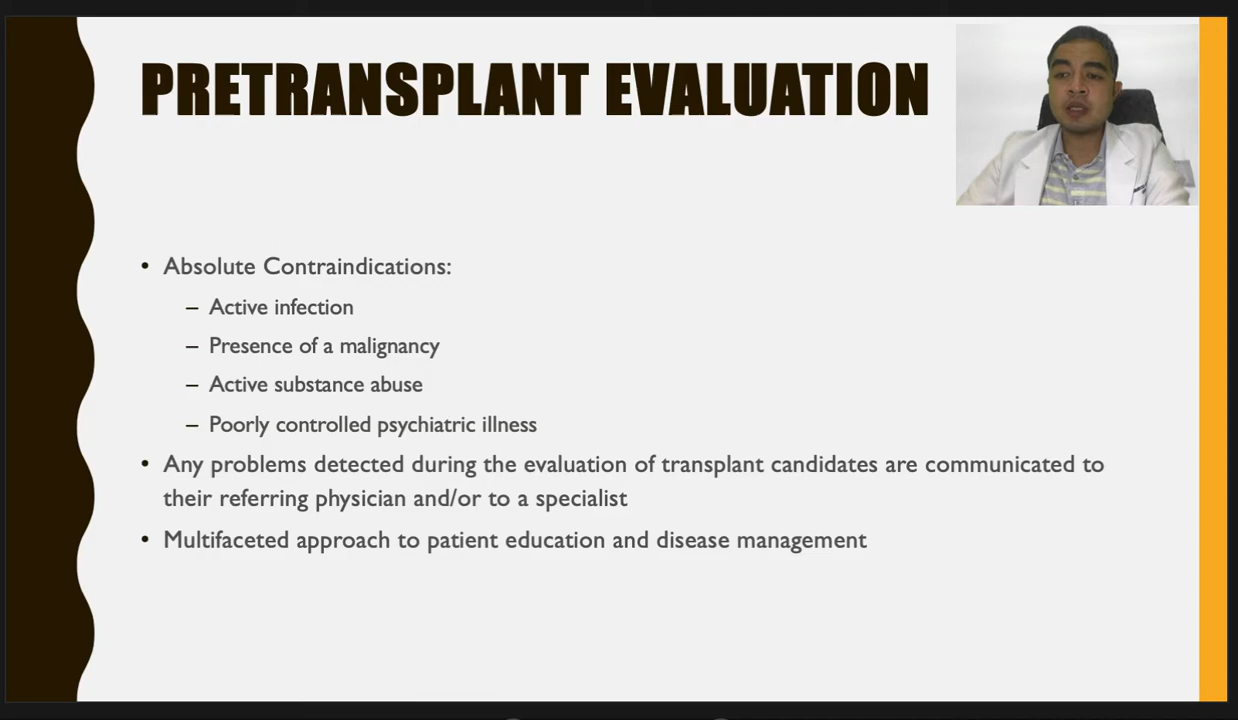 PRETRANSPLANT EVALUATION
• Absolute Contraindications:
– Active infection
– Presence of a malignancy
– Active substance abuse
– Poorly controlled psychiatric illness
• Any problems detected during the evaluation of transplant candidates are communicated to
their referring physician and/or to a specialist
• Multifaceted approach to patient education and disease management